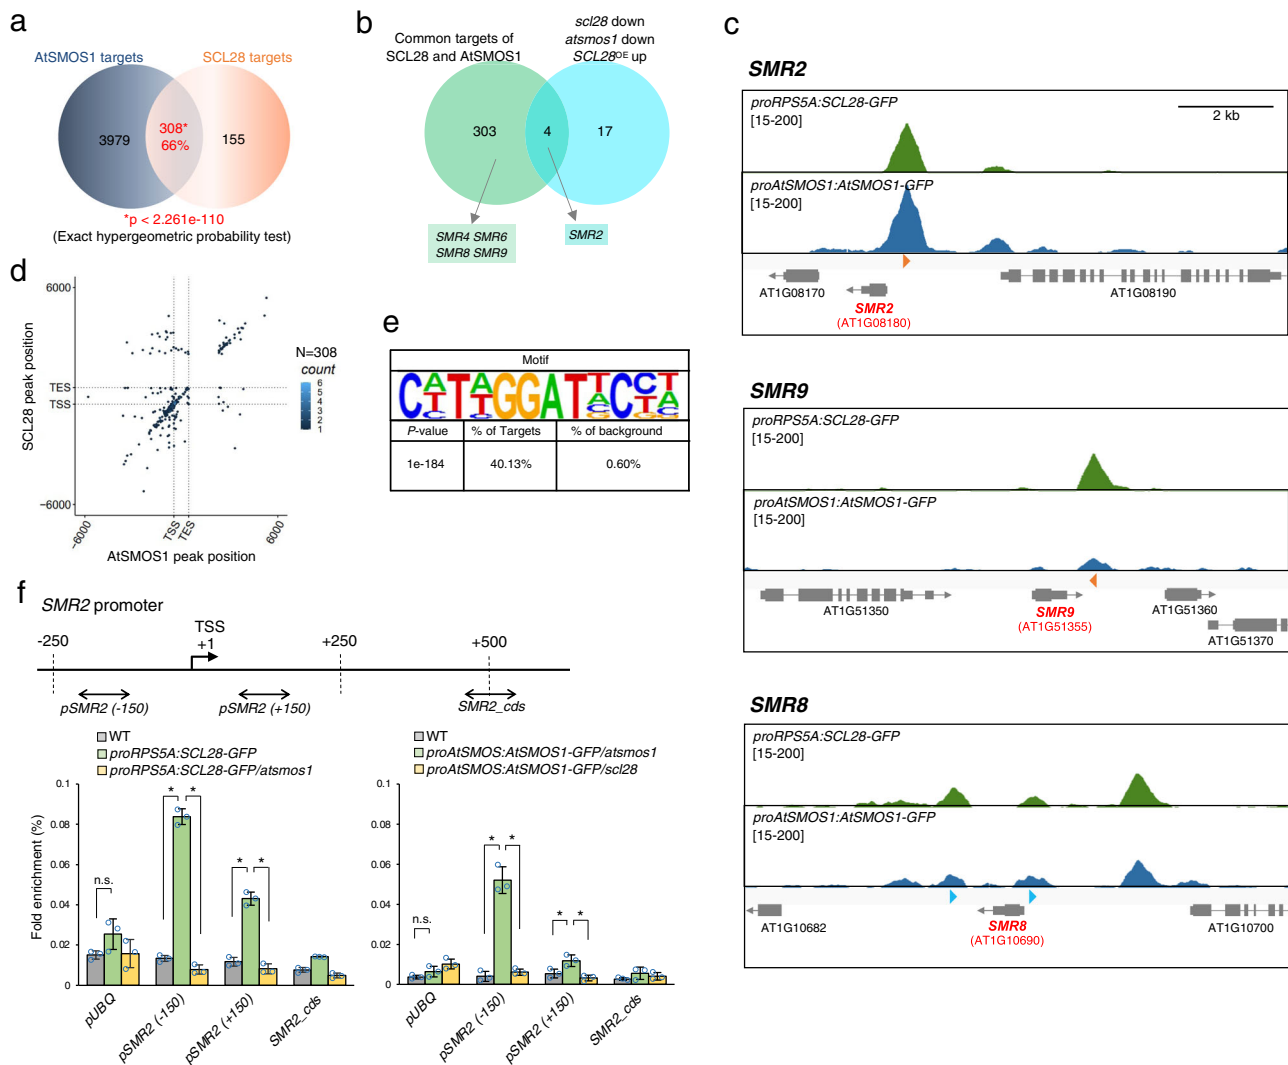 a
AtSMOS1 targets
SCL28 targets
3979
308*
66%
155
*p < 2.261e-110
(Exact hypergeometric probability test)
b
Common targets of
SCL28 and AtSMOS1
scl28 down
atsmos1 down
SCL28OE up
303
4
17
SMR4 SMR6
SMR8 SMR9
SMR2
c
SMR2
proRPS5A:SCL28-GFP
[15-200]
2 kb
proAtSMOS1:AtSMOS1-GFP
[15-200]
AT1G08170
SMR2
(AT1G08180)
AT1G08190
SMR9
proRPS5A:SCL28-GFP
[15-200]
proAtSMOS1:AtSMOS1-GFP
[15-200]
AT1G51350
SMR9
(AT1G51355)
AT1G51360
AT1G51370
SMR8
proRPS5A:SCL28-GFP
[15-200]
proAtSMOS1:AtSMOS1-GFP
[15-200]
AT1G10682
SMR8
(AT1G10690)
AT1G10700
d
6000
TES
TSS
-6000
SCL28 peak position
-6000
TSS
TES
6000
AtSMOS1 peak position
N=308
count
6
5
4
3
2
1
e
Motif
CATAGGATTCCT
CT T ACTA
C GGC
P-value
% of Targets
% of background
1e-184
40.13%
0.60%
f
SMR2 promoter
-250
TSS
+1
+250
+500
pSMR2 (-150)
pSMR2 (+150)
SMR2_cds
WT
proRPS5A:SCL28-GFP
proRPS5A:SCL28-GFP/atsmos1
Fold enrichment (%)
0.1
0.08
0.06
0.04
0.02
0
n.s.
* *
* *
pUBQ
pSMR2 (-150)
pSMR2 (+150)
SMR2_cds
WT
proAtSMOS:AtSMOS1-GFP/atsmos1
proAtSMOS:AtSMOS1-GFP/scl28
0.1
0.08
0.06
0.04
0.02
0
n.s.
* *
* *
pUBQ
pSMR2 (-150)
pSMR2 (+150)
SMR2_cds